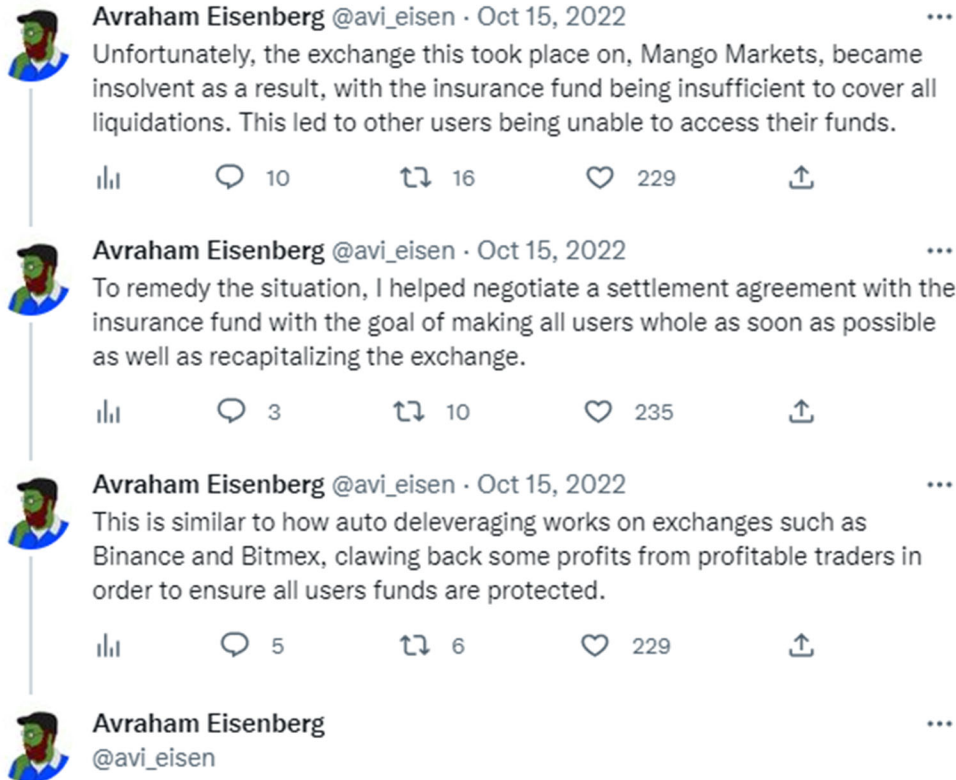 Avraham Eisenberg @avi_eisen · Oct 15, 2022
Unfortunately, the exchange this took place on, Mango Markets, became
insolvent as a result, with the insurance fund being insufficient to cover all
liquidations. This led to other users being unable to access their funds.
10 16 229
Avraham Eisenberg @avi_eisen · Oct 15, 2022
To remedy the situation, I helped negotiate a settlement agreement with the
insurance fund with the goal of making all users whole as soon as possible
as well as recapitalizing the exchange.
3 10 235
Avraham Eisenberg @avi_eisen · Oct 15, 2022
This is similar to how auto deleveraging works on exchanges such as
Binance and Bitmex, clawing back some profits from profitable traders in
order to ensure all users funds are protected.
5 6 229
Avraham Eisenberg
@avi_eisen